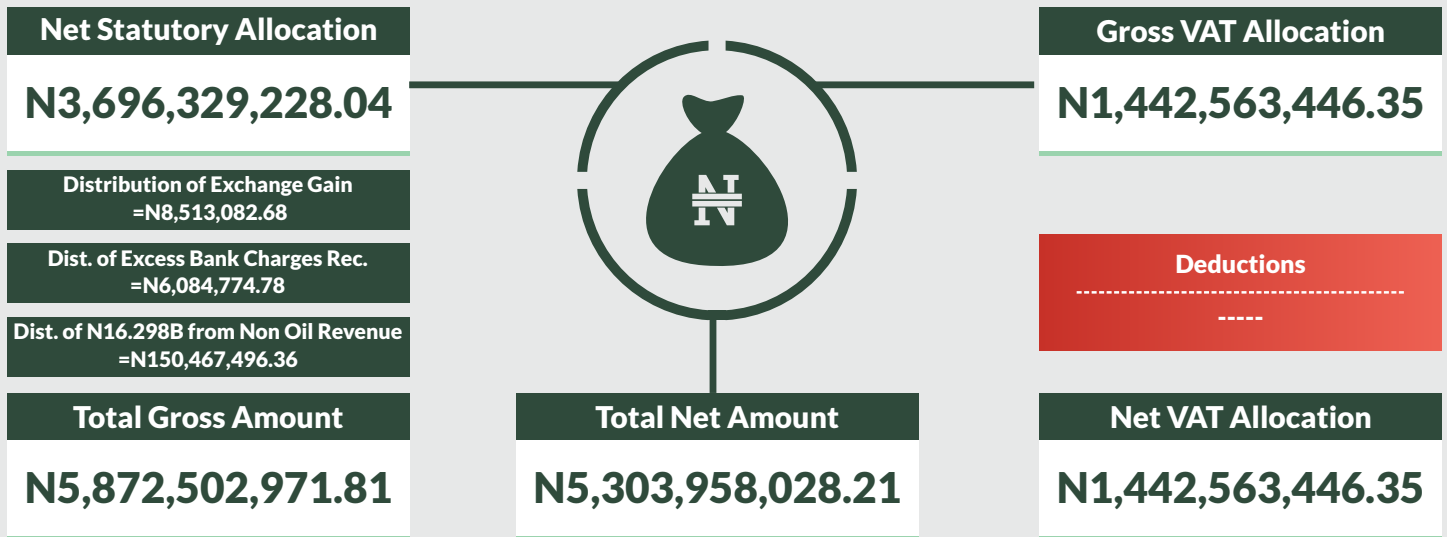 Net Statutory Allocation
N3,696,329,228.04
Distribution of Exchange Gain
=N8,513,082.68
Dist. of Excess Bank Charges Rec.
=N6,084,774.78
Dist. of N16.298B from Non Oil Revenue
=N150,467,496.36
Total Gross Amount
N5,872,502,971.81
₦
Total Net Amount
N5,303,958,028.21
Gross VAT Allocation
N1,442,563,446.35
Deductions
--------------------------------------------
-----
Net VAT Allocation
N1,442,563,446.35